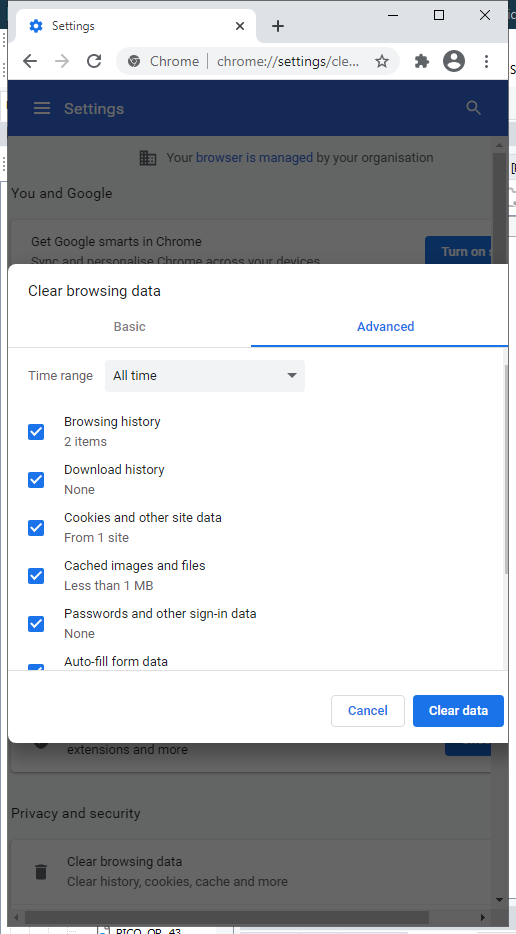 Settings
Chrome | chrome://settings/cle...
Settings
Your browser is managed by your organisation
You and Google
Get Google smarts in Chrome
Sync and personalise Chrome across your devices
Turn on s
Clear browsing data
Basic
Advanced
Time range
All time
Browsing history
2 items
Download history
None
Cookies and other site data
From 1 site
Cached images and files
Less than 1 MB
Passwords and other sign-in data
None
Auto-fill form data
Cancel
Clear data
extensions and more
Privacy and security
Clear browsing data
Clear history, cookies, cache and more